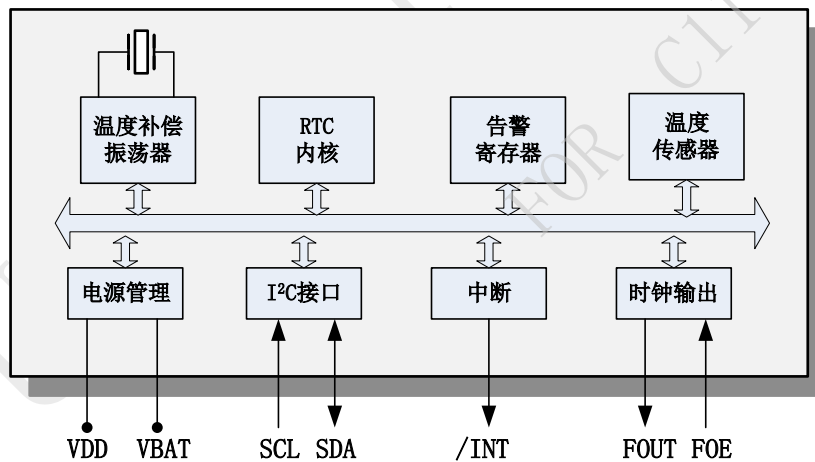 温度补偿
振荡器
RTC
内核
告警
寄存器
温度
传感器
电源管理
I²C接口
中断
时钟输出
VDD VBAT SCL SDA /INT FOUT FOE
FOR CII